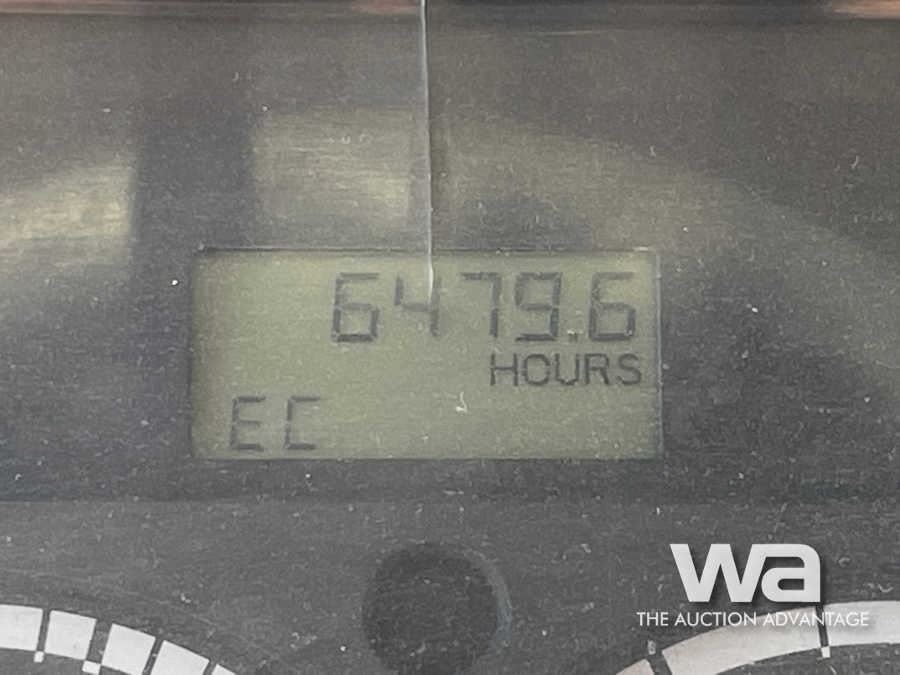 6479.6
HOURS
EC
wa
THE AUCTION ADVANTAGE